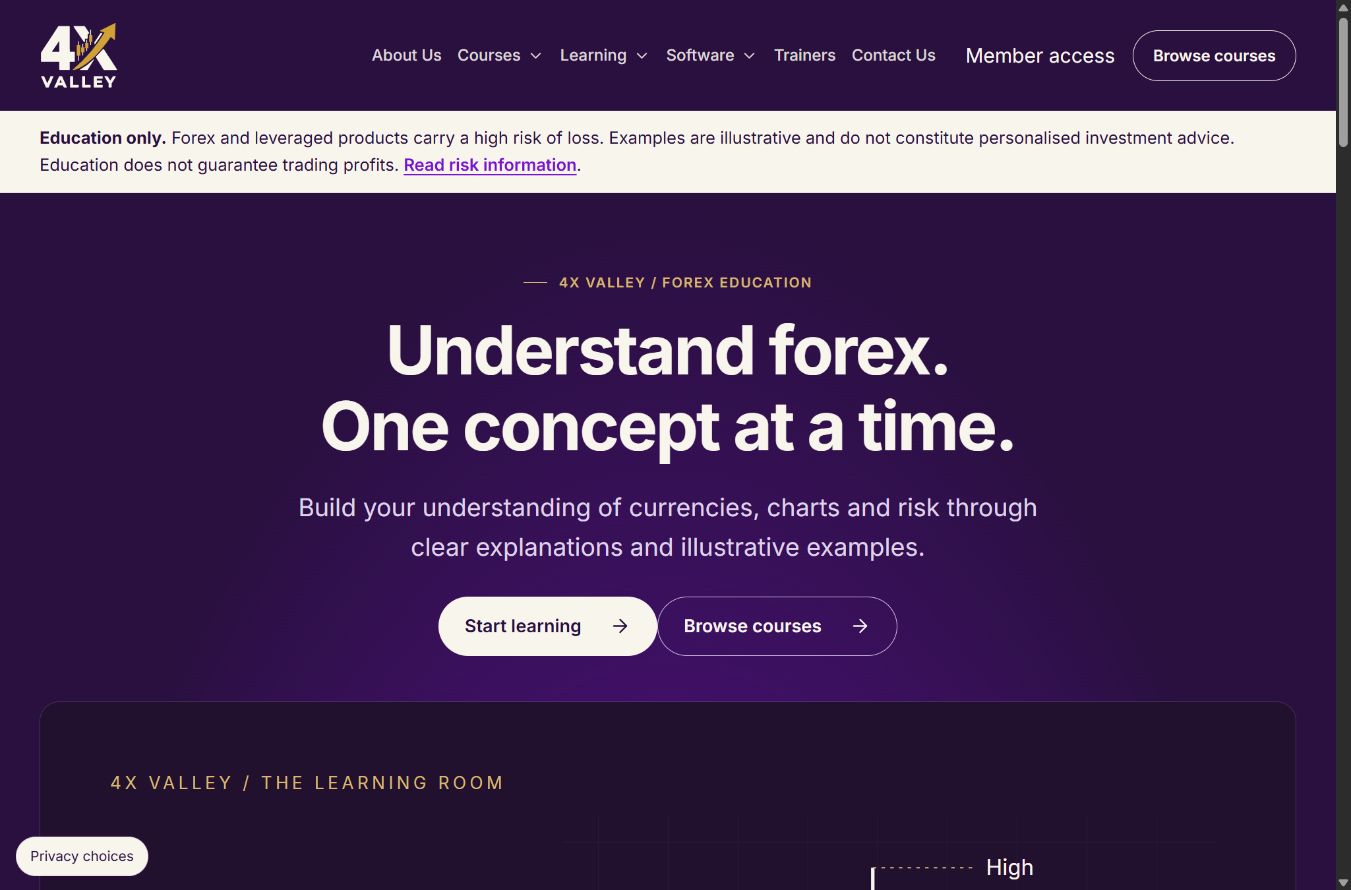 4X
VALLEY
About Us Courses Learning Software Trainers Contact Us Member access Browse courses
Education only. Forex and leveraged products carry a high risk of loss. Examples are illustrative and do not constitute personalised investment advice.
Education does not guarantee trading profits. Read risk information.
4X VALLEY / FOREX EDUCATION
Understand forex.
One concept at a time.
Build your understanding of currencies, charts and risk through
clear explanations and illustrative examples.
Start learning Browse courses
4X VALLEY / THE LEARNING ROOM
Privacy choices
High